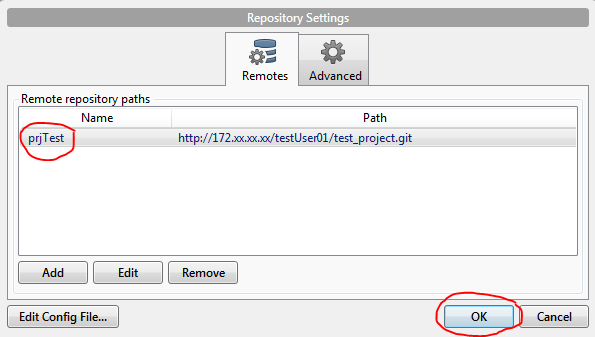 Repository Settings
Remotes
Advanced
Remote repository paths
Name Path
prjTest http://172.xx.xx.xx/testUser01/test_project.git
Add Edit Remove
Edit Config File... OK Cancel